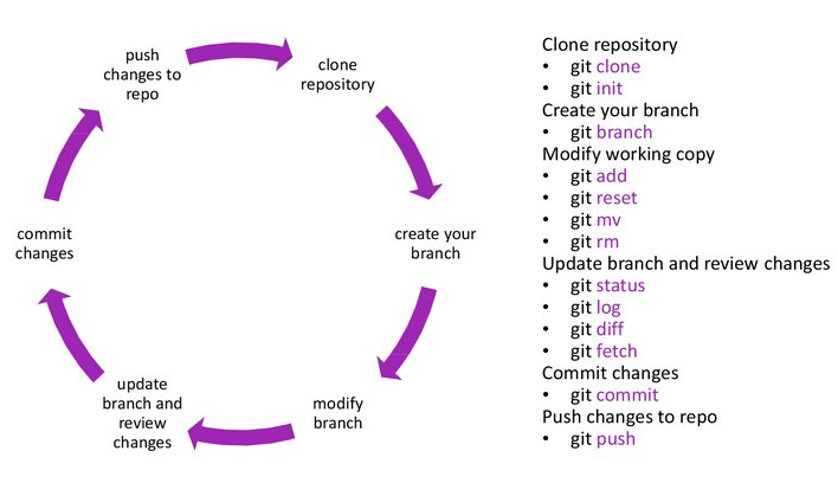 push
changes to
repo
clone
repository
create your
branch
modify
branch
update
branch and
review
changes
commit
changes
Clone repository
• git clone
• git init
Create your branch
• git branch
Modify working copy
• git add
• git reset
• git mv
• git rm
Update branch and review changes
• git status
• git log
• git diff
• git fetch
Commit changes
• git commit
Push changes to repo
• git push